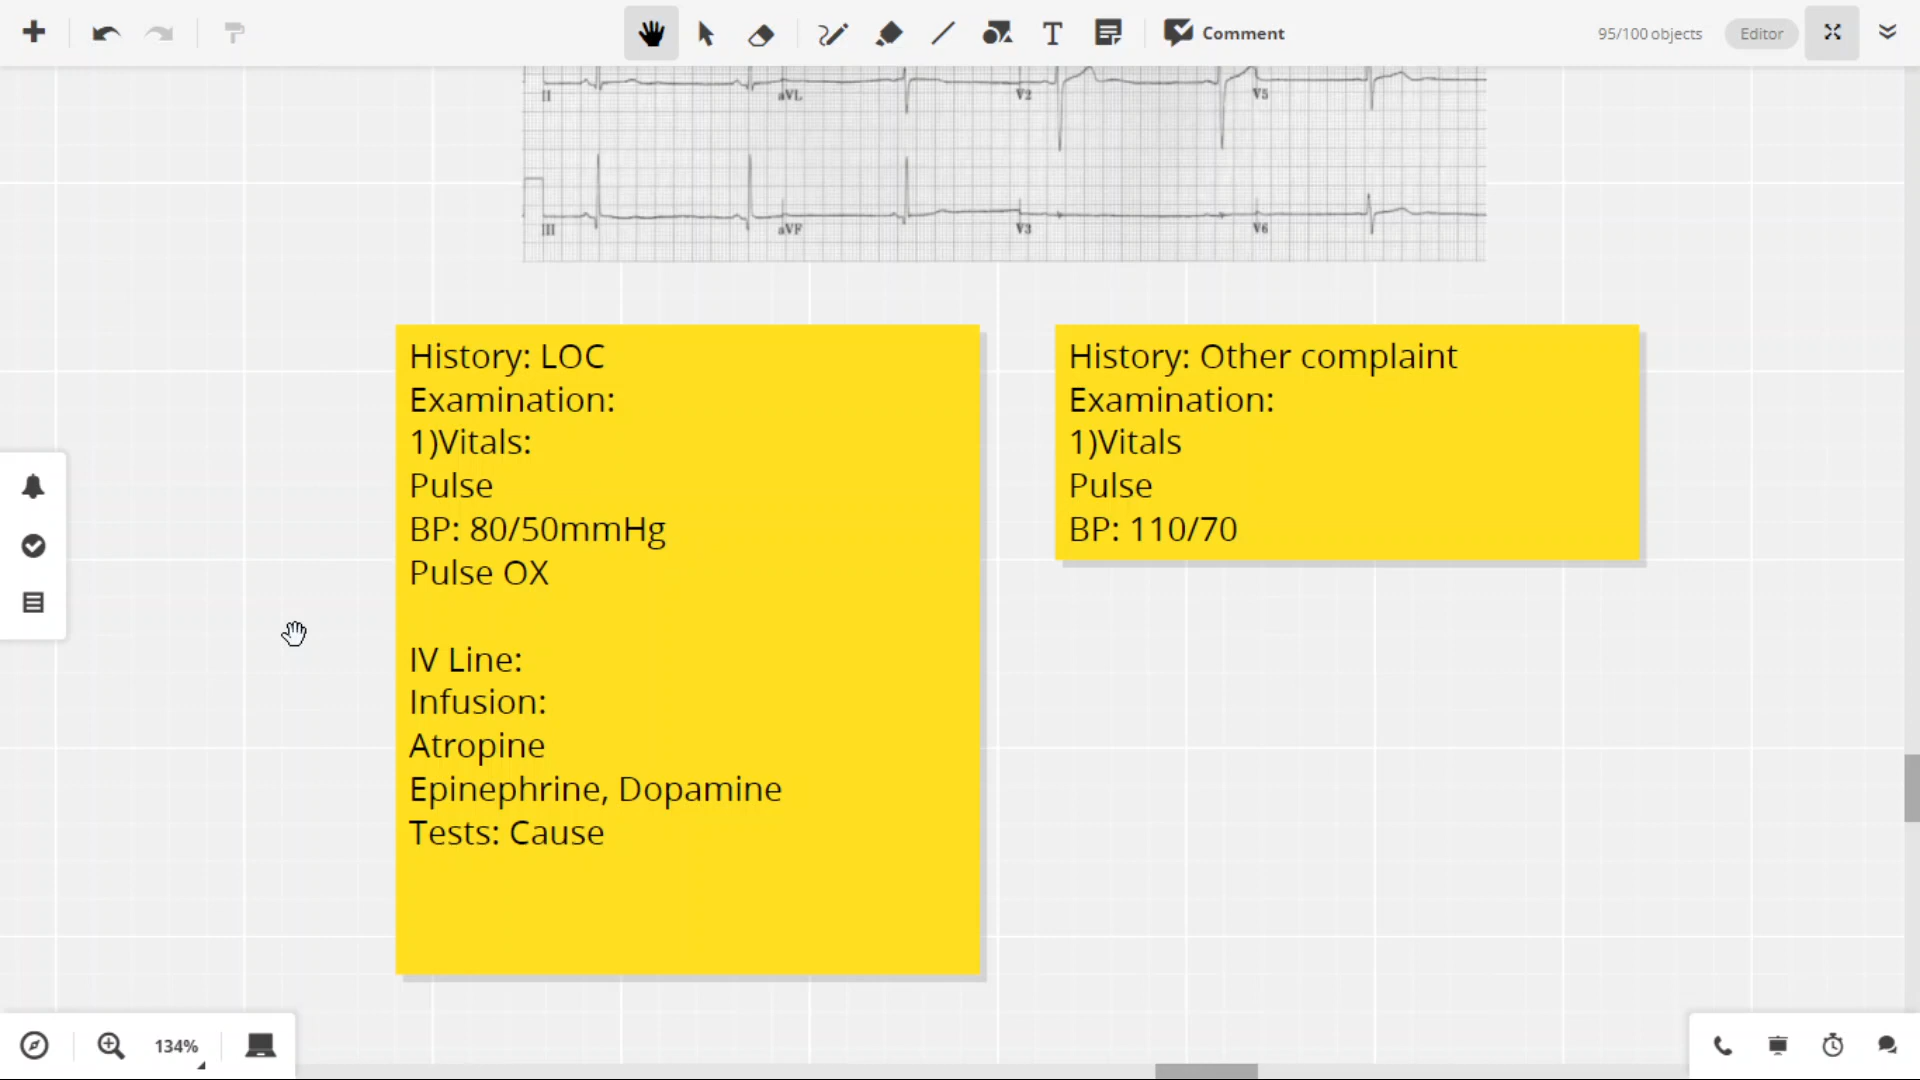 Comment
95/100 objects
Editor
II aVL V2 V5
III aVF V3 V6
History: LOC
Examination:
1)Vitals:
Pulse
BP: 80/50mmHg
Pulse OX
IV Line:
Infusion:
Atropine
Epinephrine, Dopamine
Tests: Cause
History: Other complaint
Examination:
1)Vitals
Pulse
BP: 110/70
134%